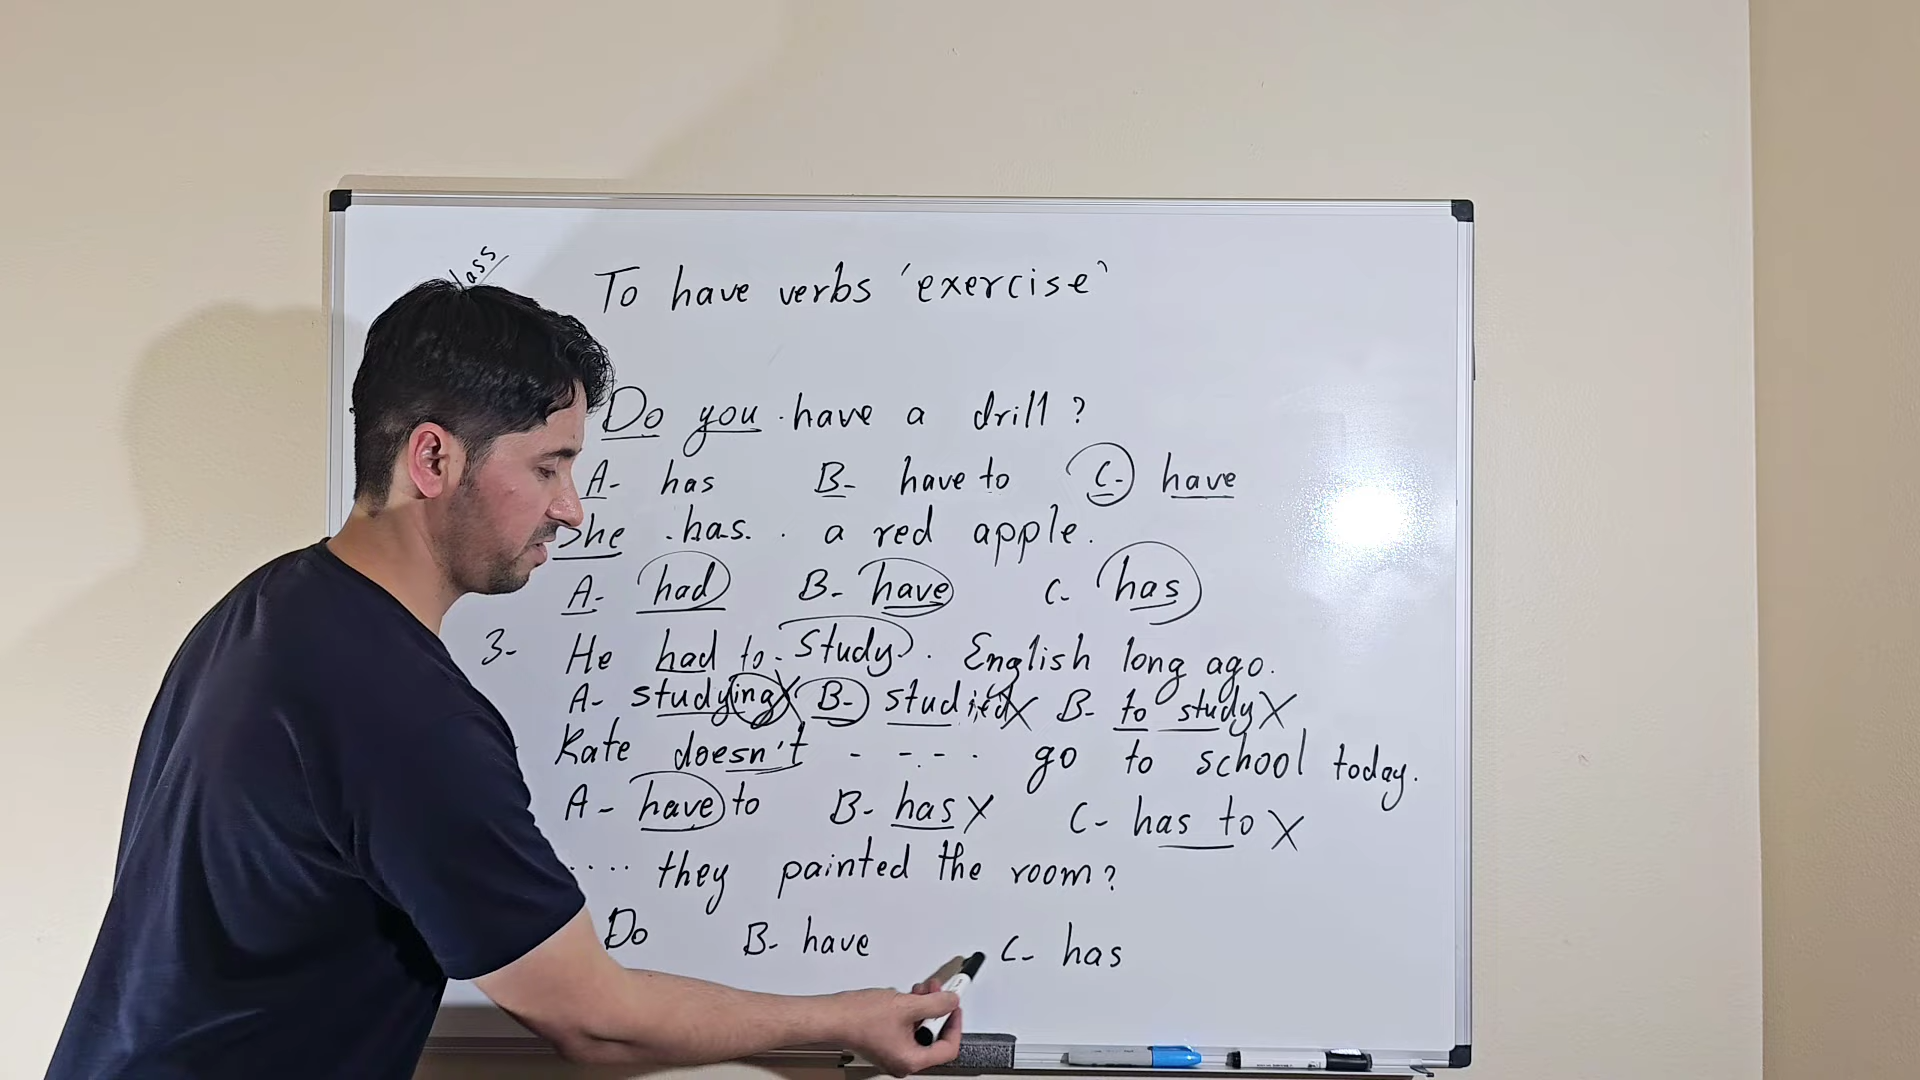 To have verbs 'exercise'
Do you . have a drill ?
A- has B- have to C- have
She . has. . a red apple.
A- had B- have C- has
3- He had to . study . English long ago.
A- studying X B- studied X B- to study X
Kate doesn't - - - - . go to school today.
A- have to B- has X C- has to X
.... they painted the room?
Do B- have C- has